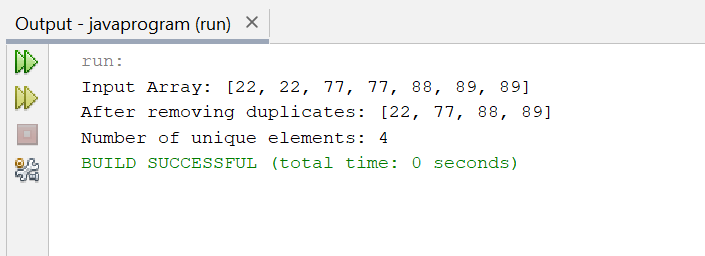 Output - javaprogram (run)
run:
Input Array: [22, 22, 77, 77, 88, 89, 89]
After removing duplicates: [22, 77, 88, 89]
Number of unique elements: 4
BUILD SUCCESSFUL (total time: 0 seconds)